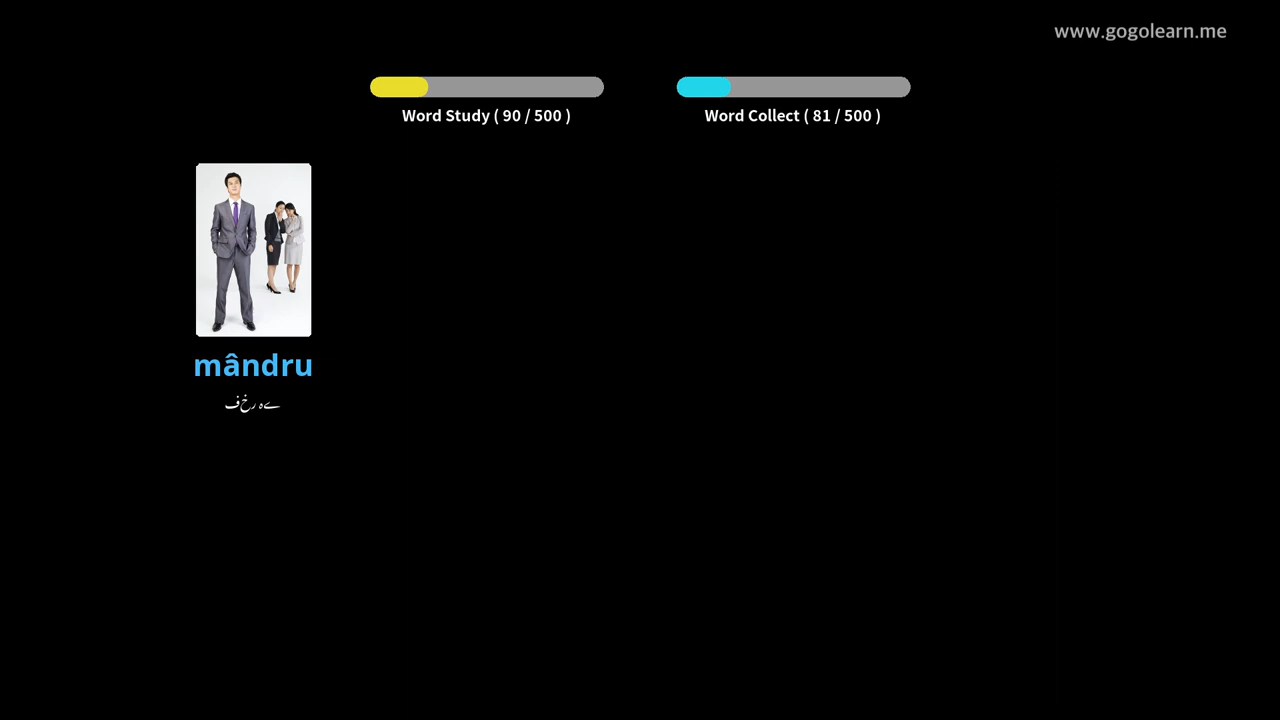 www.gogolearn.me
Word Study ( 90 / 500 )
Word Collect ( 81 / 500 )
mândru
فخر ہے